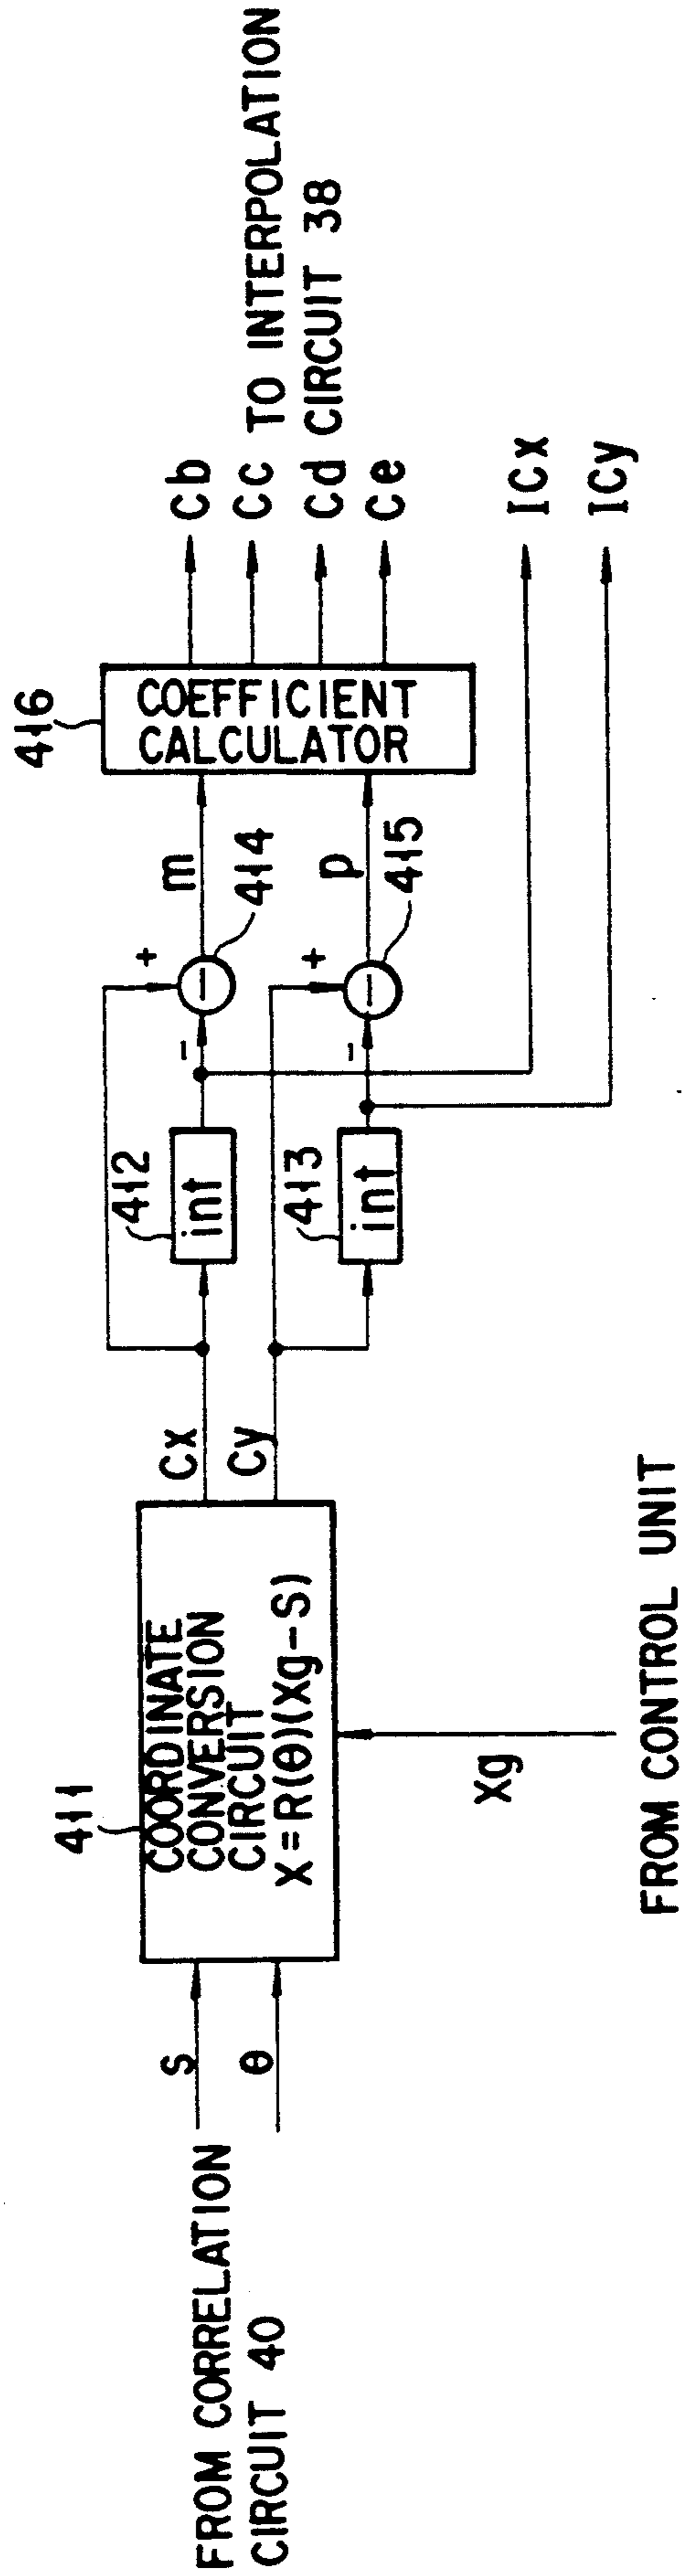 FROM CORRELATION
CIRCUIT 40
S
θ
411
COORDINATE
CONVERSION
CIRCUIT
X=R(θ)(Xg-S)
Xg
FROM CONTROL UNIT
Cx
Cy
412
int
413
int
+
-
414
m
+
-
415
p
416
COEFFICIENT
CALCULATOR
Cb
Cc TO INTERPOLATION
Cd CIRCUIT 38
Ce
ICx
ICy